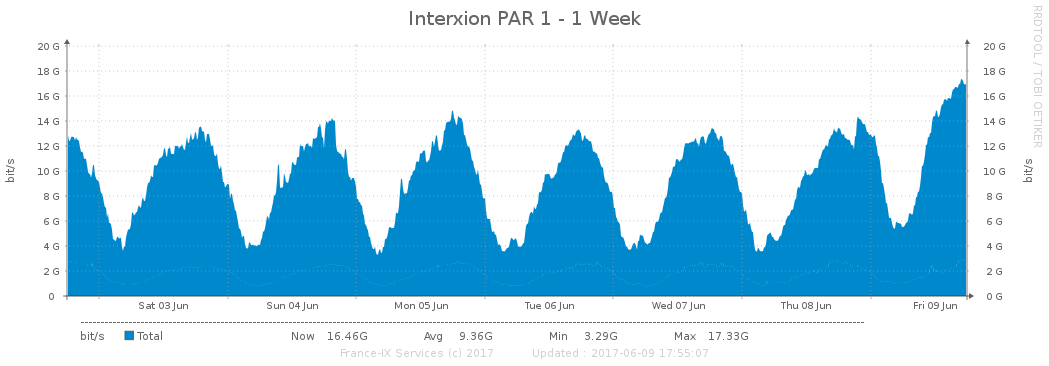 Interxion PAR 1 - 1 Week
RRDTOOL / TOBI OETIKER
bit/s
20 G 20 G
18 G 18 G
16 G 16 G
14 G 14 G
12 G 12 G
10 G 10 G
8 G 8 G
6 G 6 G
4 G 4 G
2 G 2 G
0 0 G
bit/s
Sat 03 Jun Sun 04 Jun Mon 05 Jun Tue 06 Jun Wed 07 Jun Thu 08 Jun Fri 09 Jun
bit/s Total Now 16.46G Avg 9.36G Min 3.29G Max 17.33G
France-IX Services (c) 2017 Updated : 2017-06-09 17:55:07